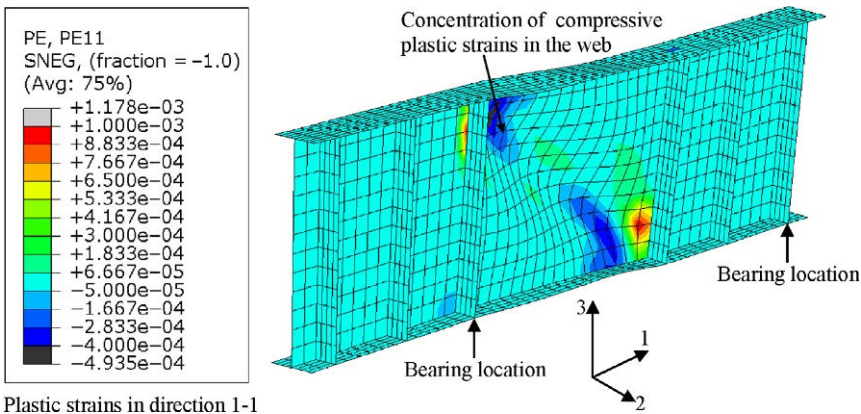 PE, PE11
SNEG, (fraction = −1.0)
(Avg: 75%)
+1.178e−03
+1.000e−03
+8.833e−04
+7.667e−04
+6.500e−04
+5.333e−04
+4.167e−04
+3.000e−04
+1.833e−04
+6.667e−05
−5.000e−05
−1.667e−04
−2.833e−04
−4.000e−04
−4.935e−04
Plastic strains in direction 1-1
Concentration of compressive
plastic strains in the web
Bearing location
Bearing location
3
1
2